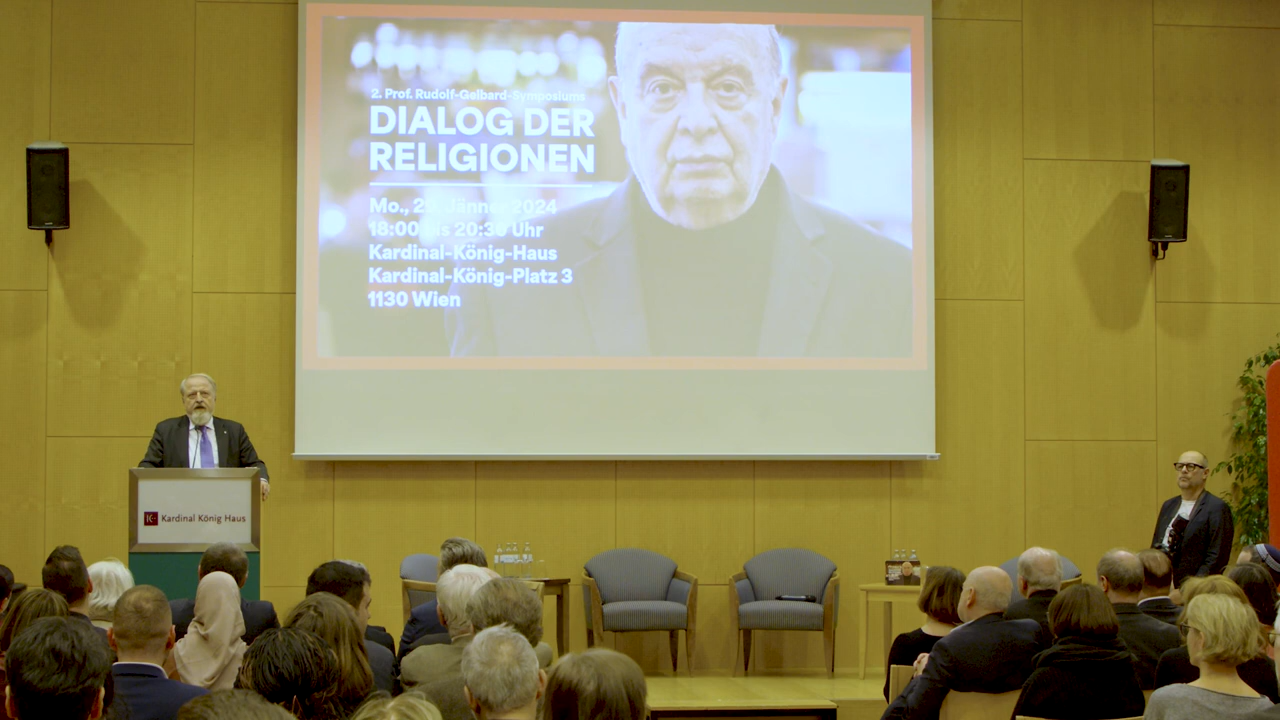 2. Prof. Rudolf-Gelbard-Symposiums
DIALOG DER
RELIGIONEN
Mo., 29. Jänner 2024
18:00 bis 20:30 Uhr
Kardinal-König-Haus
Kardinal-König-Platz 3
1130 Wien
Kardinal König Haus